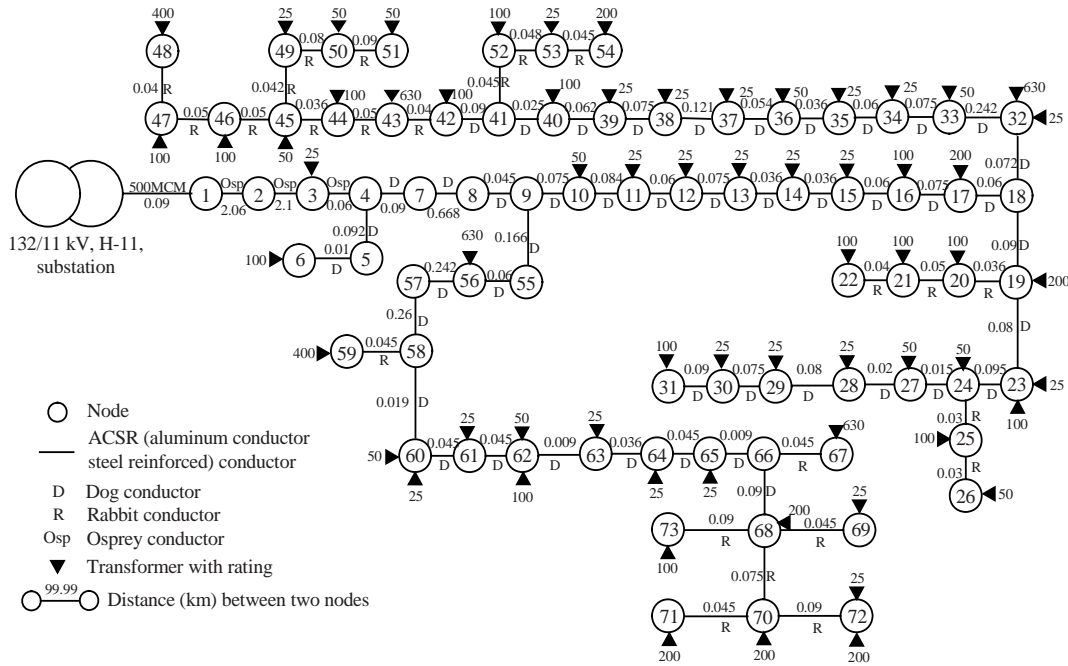 400 25 50 50 100 25 200
48 49 0.08 50 0.09 51 52 0.048 53 0.045 54
R R R R
0.04 R 0.042 R 0.045 R
100 630 100 100 25 25 25 50 25 25 50 630
47 0.05 46 0.05 45 0.036 44 0.05 43 0.04 42 0.09 41 0.025 40 0.062 39 0.075 38 0.121 37 0.054 36 0.036 35 0.06 34 0.075 33 0.242 32 25
R R R R R D D D D D D D D D D
100 100 50
0.072 D
25 50 25 25 25 25 25 100 200
500MCM 1 Osp 2 Osp 3 Osp 4 D 7 D 8 0.045 9 0.075 10 0.084 11 0.06 12 0.075 13 0.036 14 0.036 15 0.06 16 0.075 17 0.06 18
0.09 2.06 2.1 0.06 0.09 0.668 D D D D D D D D D D
132/11 kV, H-11,
substation
0.092 D 0.166 D 0.09 D
100 6 0.01 5
D
630 100 100 100
57 0.242 56 0.06 55 22 0.04 21 0.05 20 0.036 19 200
D D R R R
0.26 D 0.08 D
400 59 0.045 58
R
100 25 25 25 50 50
31 0.09 30 0.075 29 0.08 28 0.02 27 0.015 24 0.095 23 25
D D D D D D
100
0.019 D 0.03 R
100 25
0.03 R
26 50
25 50 25 630
50 60 0.045 61 0.045 62 0.009 63 0.036 64 0.045 65 0.009 66 0.045 67
D D D D D D R
25 100 25 25
0.09 D
200 25
73 0.09 68 0.045 69
R R
100
0.075 R
25
71 0.045 70 0.09 72
R R
200 200 200
Node
ACSR (aluminum conductor
steel reinforced) conductor
D Dog conductor
R Rabbit conductor
Osp Osprey conductor
Transformer with rating
99.99 Distance (km) between two nodes